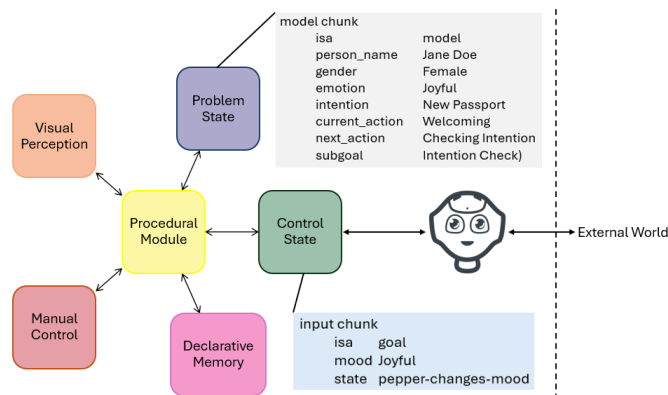 model chunk
isa model
person_name Jane Doe
gender Female
emotion Joyful
intention New Passport
current_action Welcoming
next_action Checking Intention
subgoal Intention Check)
Problem
State
Visual
Perception
Procedural
Module
Control
State
External World
Manual
Control
Declarative
Memory
input chunk
isa goal
mood Joyful
state pepper-changes-mood